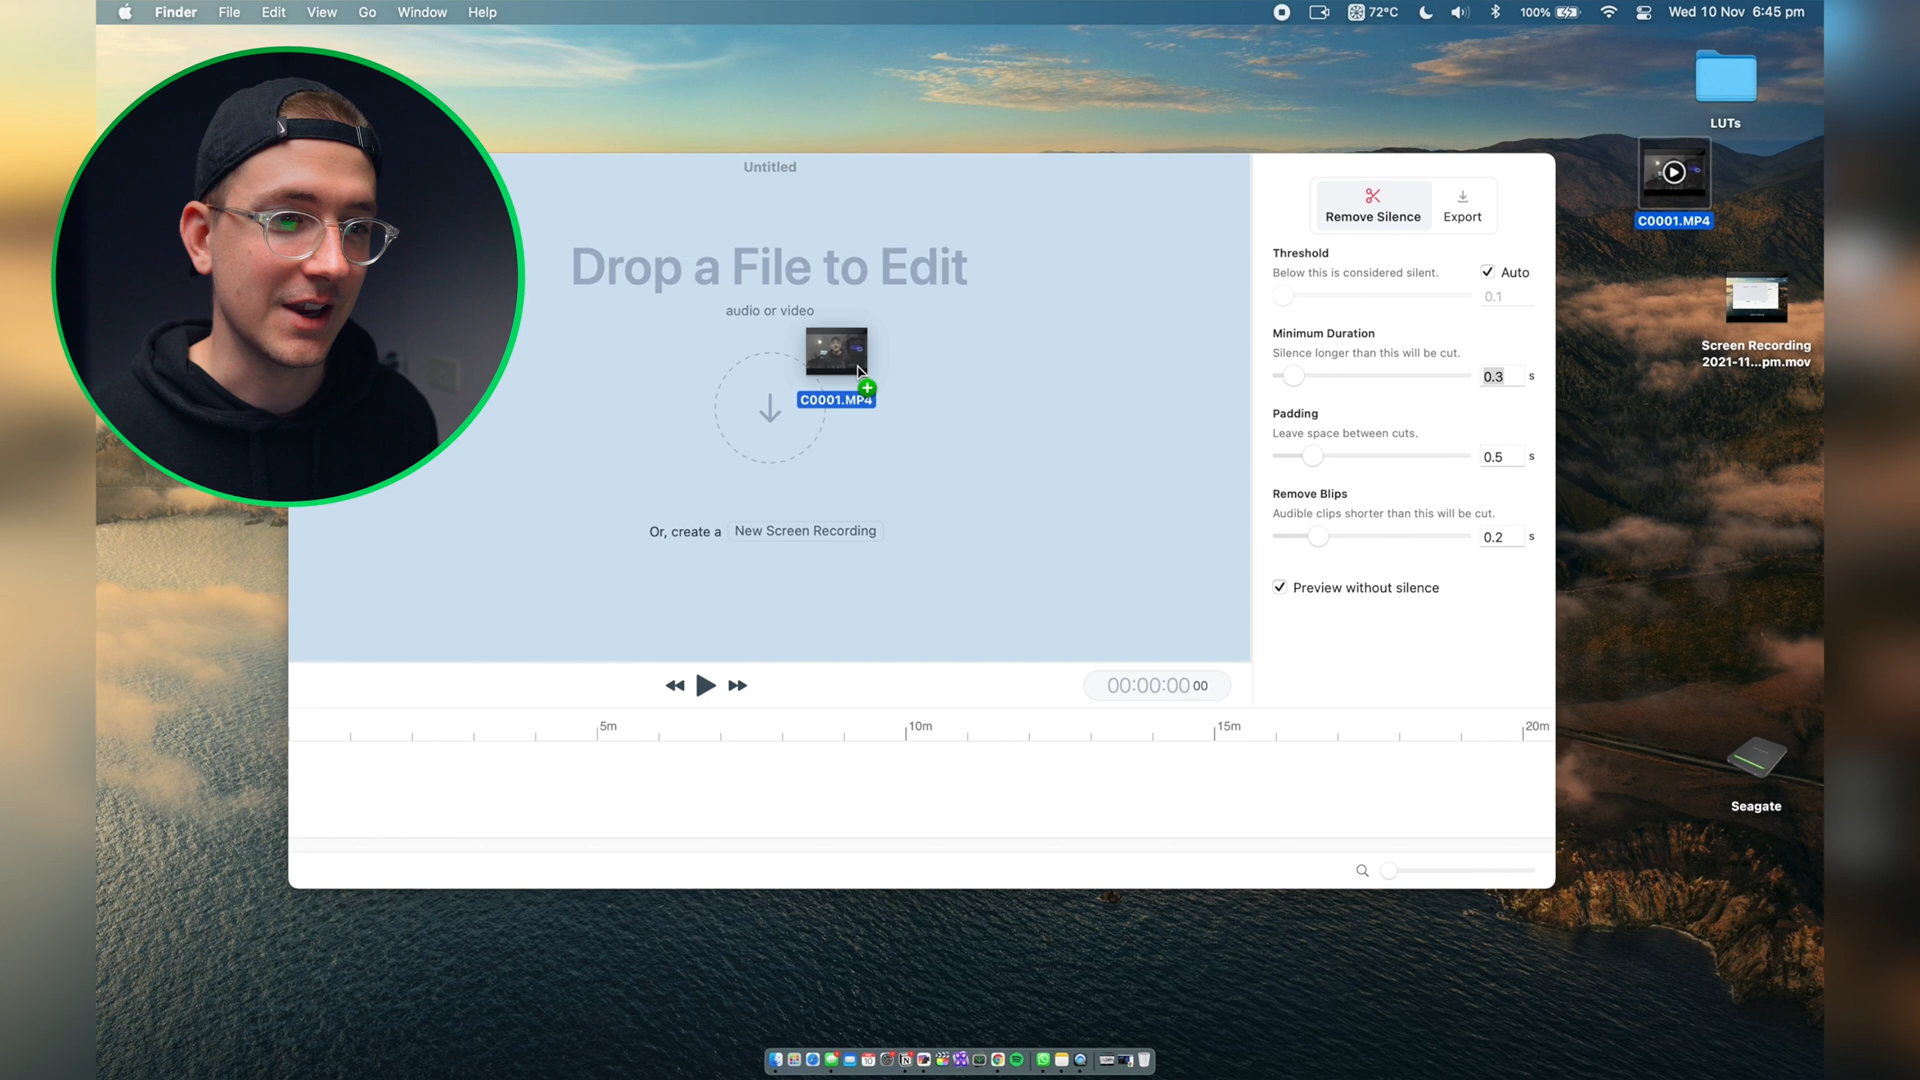 Finder File Edit View Go Window Help
72°C 100% Wed 10 Nov 6:45 pm
LUTs
C0001.MP4
Screen Recording
2021-11...pm.mov
Seagate
Untitled
Drop a File to Edit
audio or video
C0001.MP4
Or, create a New Screen Recording
Remove Silence Export
Threshold
Below this is considered silent. Auto
0.1
Minimum Duration
Silence longer than this will be cut.
0.3 s
Padding
Leave space between cuts.
0.5 s
Remove Blips
Audible clips shorter than this will be cut.
0.2 s
Preview without silence
00:00:00 00
5m 10m 15m 20m